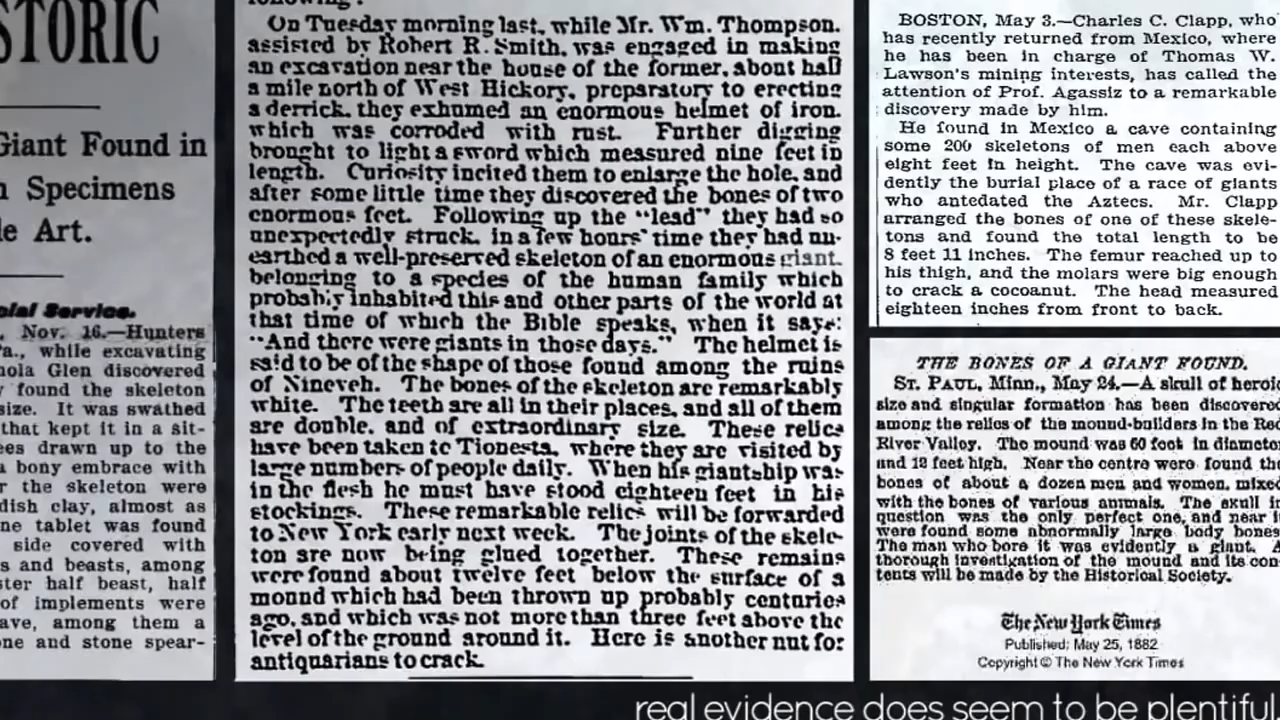 STORIC
Giant Found in
Specimens
Art.
Service.
Nov. 16.—Hunters
while excavating
Glen discovered
found the skeleton
size. It was swathed
that kept it in a sit-
drawn up to the
bony embrace with
the skeleton were
clay, almost as
tablet was found
side covered with
and beasts, among
half beast, half
of implements were
among them a
and stone spear-
On Tuesday morning last, while Mr. Wm. Thompson,
assisted by Robert R. Smith, was engaged in making
an excavation near the house of the former, about half
a mile north of West Hickory, preparatory to erecting
a derrick, they exhumed an enormous helmet of iron,
which was corroded with rust. Further digging
brought to light a sword which measured nine feet in
length. Curiosity incited them to enlarge the hole, and
after some little time they discovered the bones of two
enormous feet. Following up the "lead" they had so
unexpectedly struck, in a few hours' time they had un-
earthed a well-preserved skeleton of an enormous giant,
belonging to a species of the human family which
probably inhabited this and other parts of the world at
that time of which the Bible speaks, when it says:
"And there were giants in those days." The helmet is
said to be of the shape of those found among the ruins
of Nineveh. The bones of the skeleton are remarkably
white. The teeth are all in their places, and all of them
are double, and of extraordinary size. These relics
have been taken to Tionesta, where they are visited by
large numbers of people daily. When his giantship was
in the flesh he must have stood eighteen feet in his
stockings. These remarkable relics will be forwarded
to New York early next week. The joints of the skele-
ton are now being glued together. These remains
were found about twelve feet below the surface of a
mound which had been thrown up probably centuries
ago, and which was not more than three feet above the
level of the ground around it. Here is another nut for
antiquarians to crack.
BOSTON, May 3.—Charles C. Clapp, who
has recently returned from Mexico, where
he has been in charge of Thomas W.
Lawson's mining interests, has called the
attention of Prof. Agassiz to a remarkable
discovery made by him.
He found in Mexico a cave containing
some 200 skeletons of men each above
eight feet in height. The cave was evi-
dently the burial place of a race of giants
who antedated the Aztecs. Mr. Clapp
arranged the bones of one of these skele-
tons and found the total length to be
8 feet 11 inches. The femur reached up to
his thigh, and the molars were big enough
to crack a cocoanut. The head measured
eighteen inches from front to back.
THE BONES OF A GIANT FOUND.
ST. PAUL, Minn., May 24.—A skull of heroic
size and singular formation has been discovered
among the relics of the mound-builders in the Red
River Valley. The mound was 60 foot in diameter
and 12 feet high. Near the centre were found the
bones of about a dozen men and women, mixed
with the bones of various animals. The skull in
question was the only perfect one, and near it
were found some abnormally large body bones.
The man who bore it was evidently a giant. A
thorough investigation of the mound and its con-
tents will be made by the Historical Society.
The New York Times
Published: May 25, 1882
Copyright © The New York Times
real evidence does seem to be plentiful